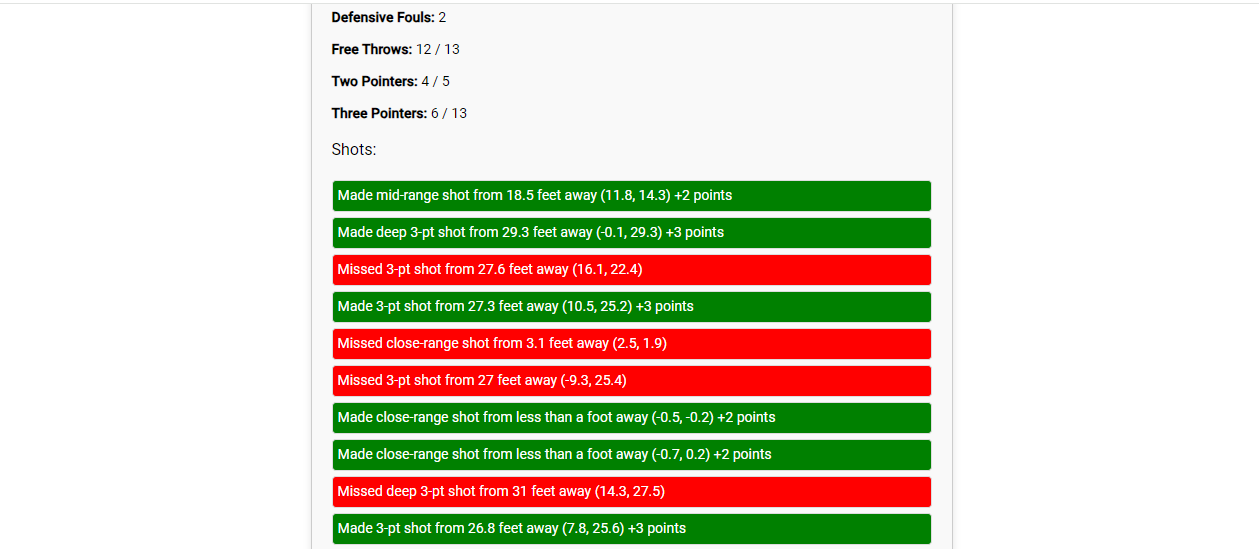 Defensive Fouls: 2
Free Throws: 12 / 13
Two Pointers: 4 / 5
Three Pointers: 6 / 13
Shots:
Made mid-range shot from 18.5 feet away (11.8, 14.3) +2 points
Made deep 3-pt shot from 29.3 feet away (-0.1, 29.3) +3 points
Missed 3-pt shot from 27.6 feet away (16.1, 22.4)
Made 3-pt shot from 27.3 feet away (10.5, 25.2) +3 points
Missed close-range shot from 3.1 feet away (2.5, 1.9)
Missed 3-pt shot from 27 feet away (-9.3, 25.4)
Made close-range shot from less than a foot away (-0.5, -0.2) +2 points
Made close-range shot from less than a foot away (-0.7, 0.2) +2 points
Missed deep 3-pt shot from 31 feet away (14.3, 27.5)
Made 3-pt shot from 26.8 feet away (7.8, 25.6) +3 points